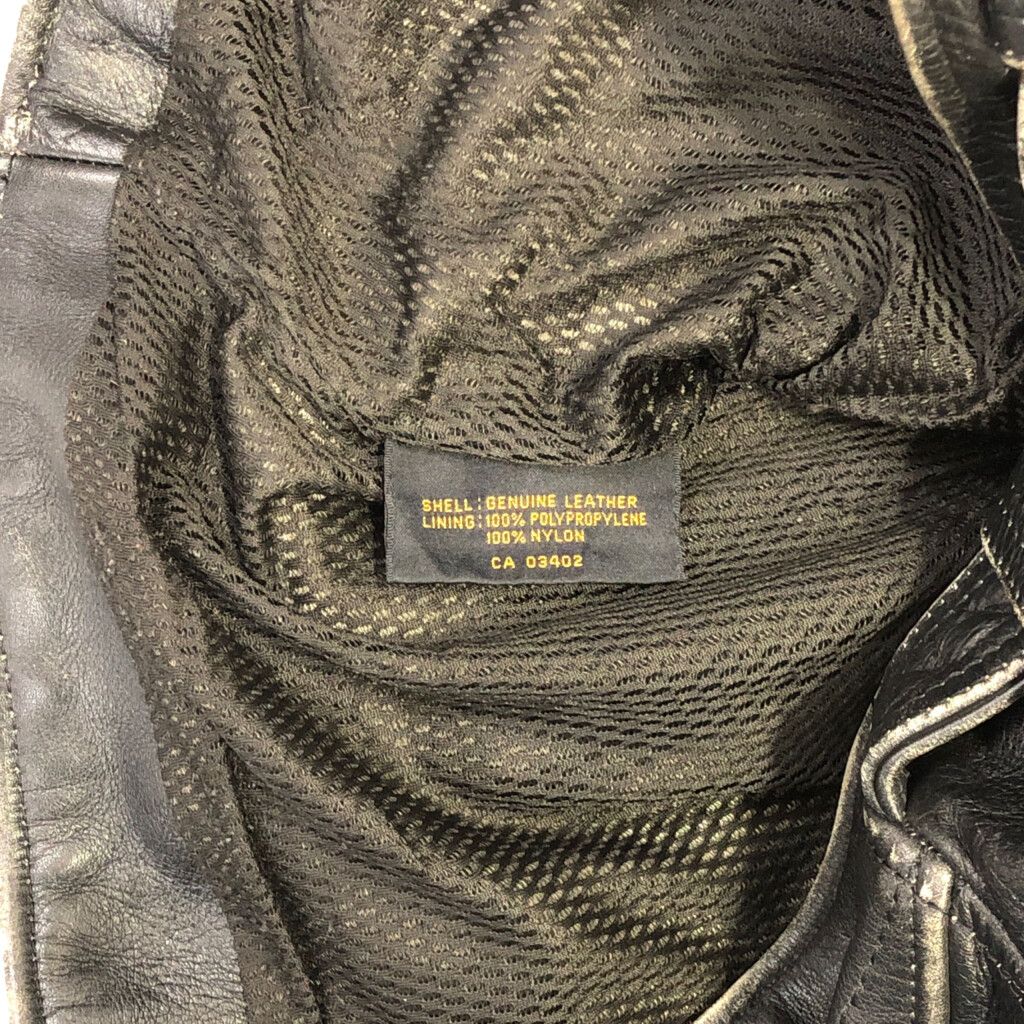 SHELL: GENUINE LEATHER
LINING: 100% POLYPROPYLENE
100% NYLON
CA 03402